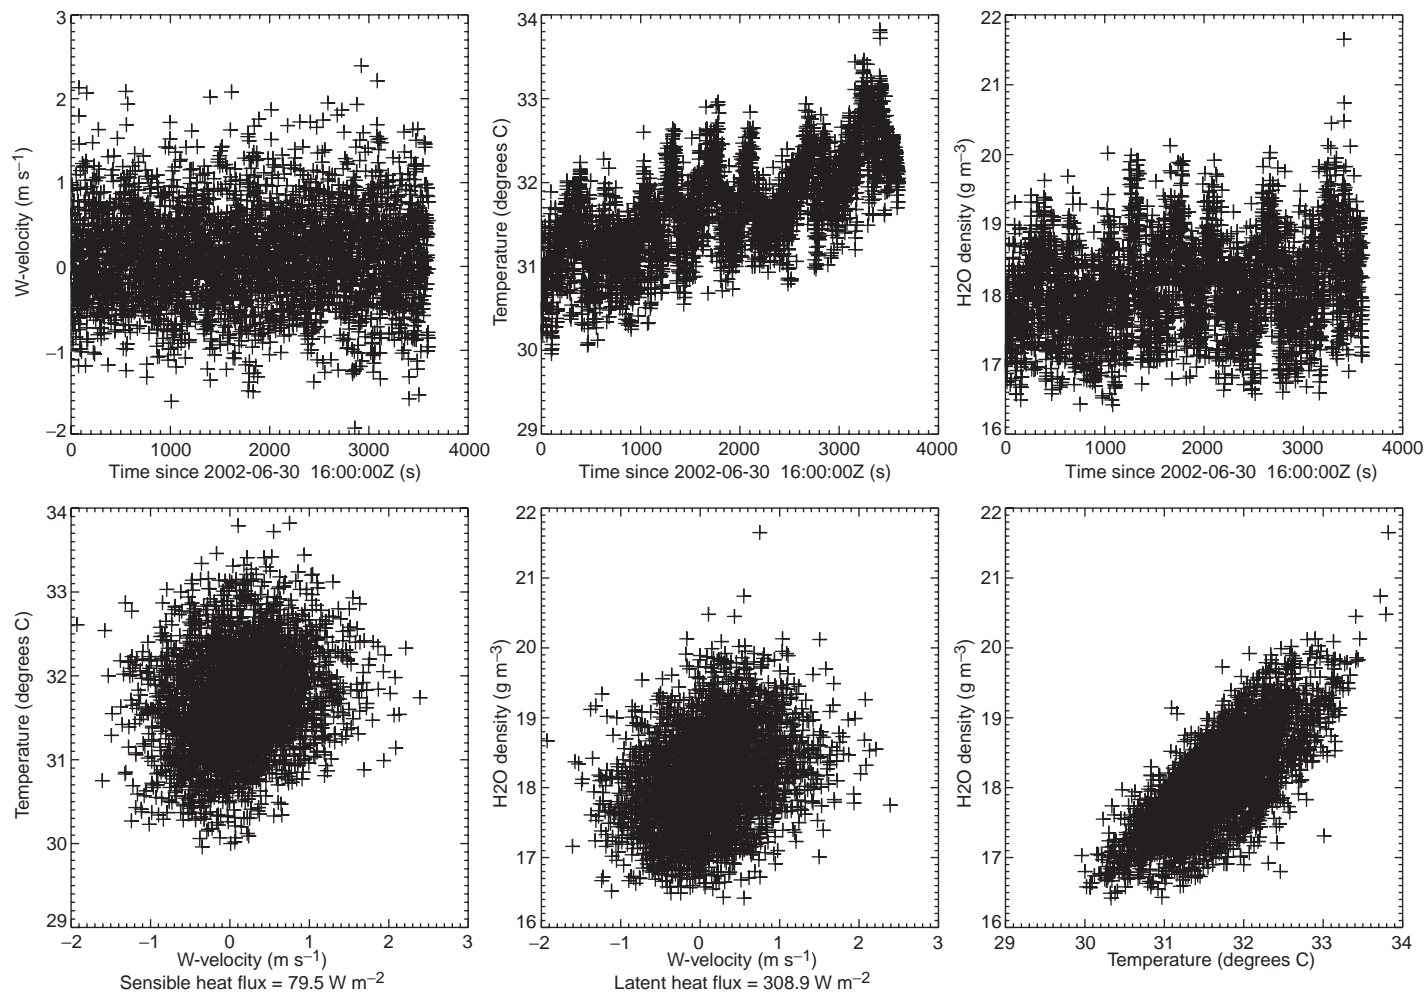 3
2
1
0
−1
−2
W-velocity (m s−1)
0 1000 2000 3000 4000
Time since 2002-06-30 16:00:00Z (s)
34
33
32
31
30
29
Temperature (degrees C)
0 1000 2000 3000 4000
Time since 2002-06-30 16:00:00Z (s)
22
21
20
19
18
17
16
H2O density (g m−3)
0 1000 2000 3000 4000
Time since 2002-06-30 16:00:00Z (s)
34
33
32
31
30
29
Temperature (degrees C)
−2 −1 0 1 2 3
W-velocity (m s−1)
Sensible heat flux = 79.5 W m−2
22
21
20
19
18
17
16
H2O density (g m−3)
−2 −1 0 1 2 3
W-velocity (m s−1)
Latent heat flux = 308.9 W m−2
22
21
20
19
18
17
16
H2O density (g m−3)
29 30 31 32 33 34
Temperature (degrees C)